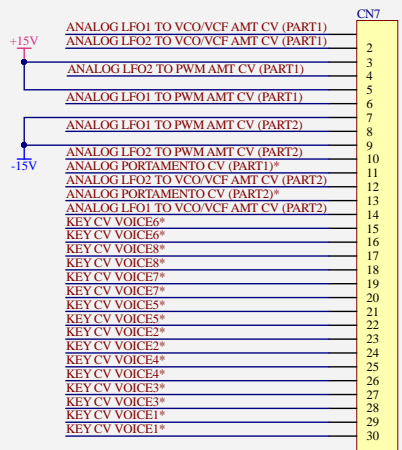 CN7
ANALOG LFO1 TO VCO/VCF AMT CV (PART1)
+15V
ANALOG LFO2 TO VCO/VCF AMT CV (PART1)
2
3
ANALOG LFO2 TO PWM AMT CV (PART1)
4
5
ANALOG LFO1 TO PWM AMT CV (PART1)
6
7
ANALOG LFO1 TO PWM AMT CV (PART2)
8
9
ANALOG LFO2 TO PWM AMT CV (PART2)
10
-15V
ANALOG PORTAMENTO CV (PART1)*
11
ANALOG LFO2 TO VCO/VCF AMT CV (PART2)
12
ANALOG PORTAMENTO CV (PART2)*
13
ANALOG LFO1 TO VCO/VCF AMT CV (PART2)
14
KEY CV VOICE6*
15
KEY CV VOICE6*
16
KEY CV VOICE8*
17
KEY CV VOICE8*
18
KEY CV VOICE7*
19
KEY CV VOICE7*
20
KEY CV VOICE5*
21
KEY CV VOICE5*
22
KEY CV VOICE2*
23
KEY CV VOICE2*
24
KEY CV VOICE4*
25
KEY CV VOICE4*
26
KEY CV VOICE3*
27
KEY CV VOICE3*
28
KEY CV VOICE1*
29
KEY CV VOICE1*
30